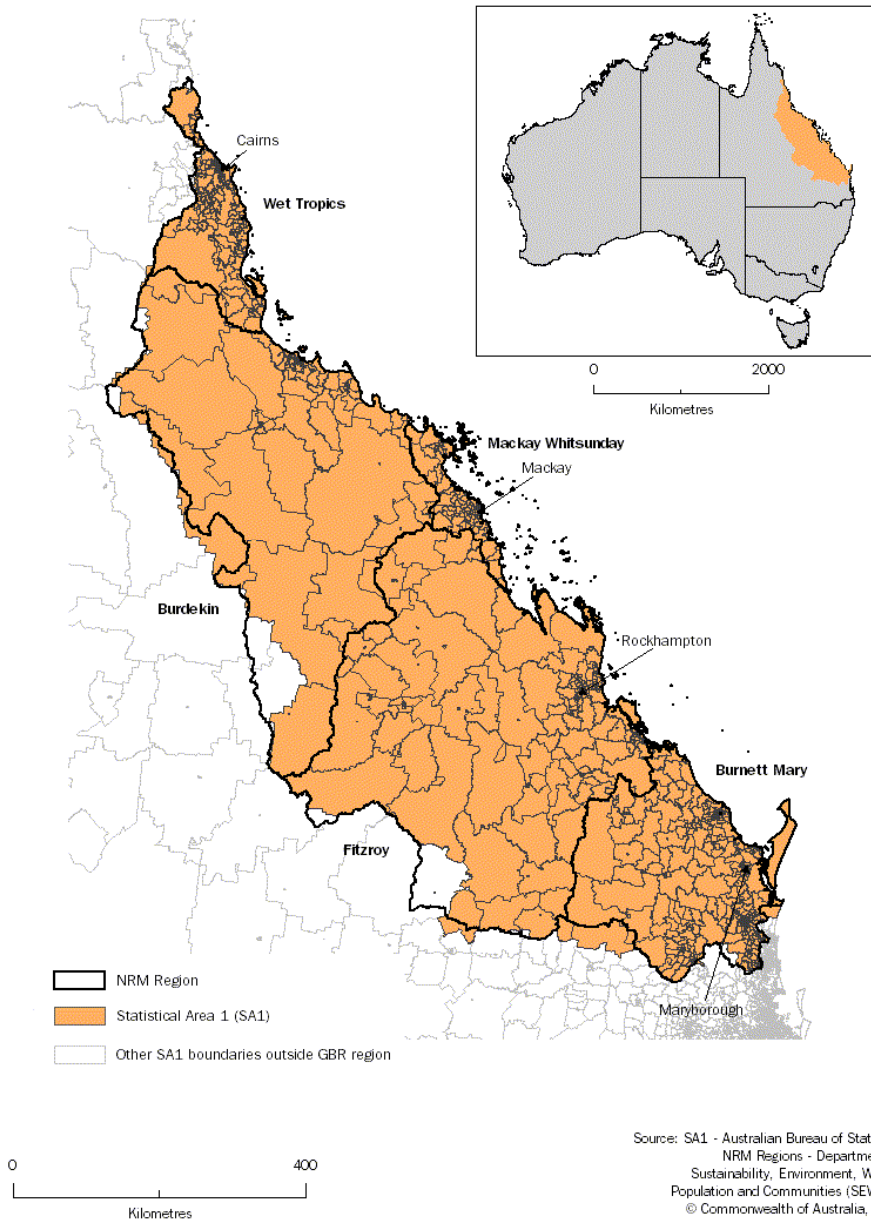 Cairns
Wet Tropics
0
2000
Kilometres
Mackay Whitsunday
Mackay
Burdekin
Rockhampton
Burnett Mary
Fitzroy
NRM Region
Statistical Area 1 (SA1)
Maryborough
Other SA1 boundaries outside GBR region
0
400
Kilometres
Source: SA1 - Australian Bureau of Stat
NRM Regions - Departme
Sustainability, Environment, W
Population and Communities (SEW
© Commonwealth of Australia,